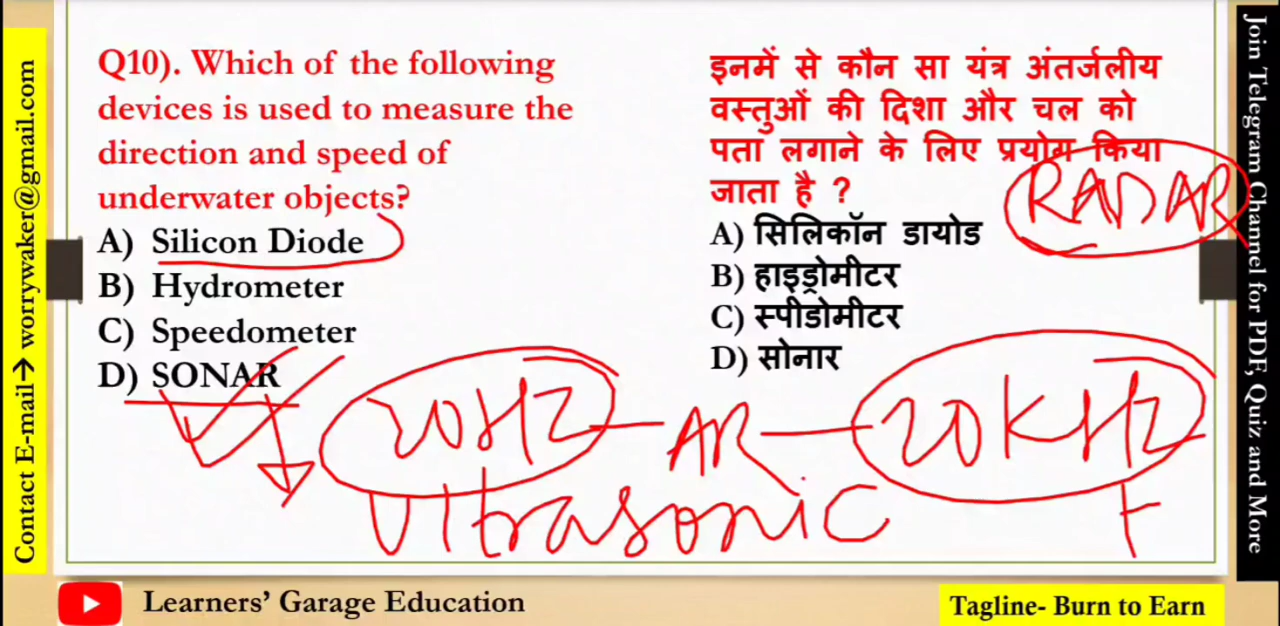 Contact E-mail→ worrywaker@gmail.com
Q10). Which of the following
devices is used to measure the
direction and speed of
underwater objects?
A) Silicon Diode
B) Hydrometer
C) Speedometer
D) SONAR
इनमें से कौन सा यंत्र अंतर्जलीय
वस्तुओं की दिशा और चल को
पता लगाने के लिए प्रयोग किया
जाता है ?
A) सिलिकॉन डायोड
B) हाइड्रोमीटर
C) स्पीडोमीटर
D) सोनार
RADAR
20HZ — AR — 20KHZ
Ultrasonic
Join Telegram Channel for PDF, Quiz and More
Learners' Garage Education
Tagline- Burn to Earn